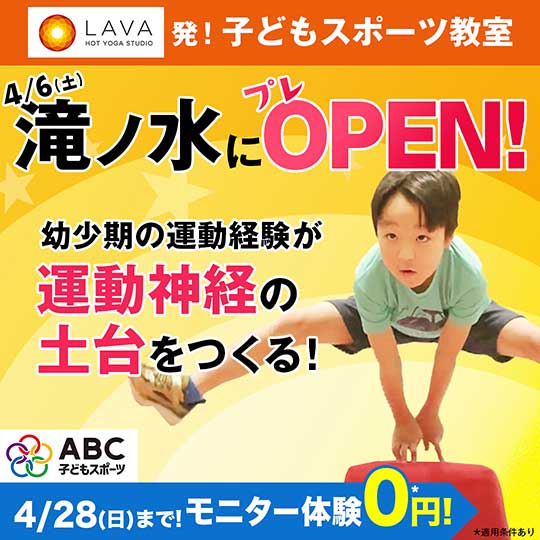 LAVA
HOT YOGA STUDIO
発！子どもスポーツ教室
4/6(土)
プレ
滝ノ水にOPEN!
幼少期の運動経験が
運動神経の
土台をつくる！
ABC
子どもスポーツ
4/28(日)まで！モニター体験0円！*
*適用条件あり